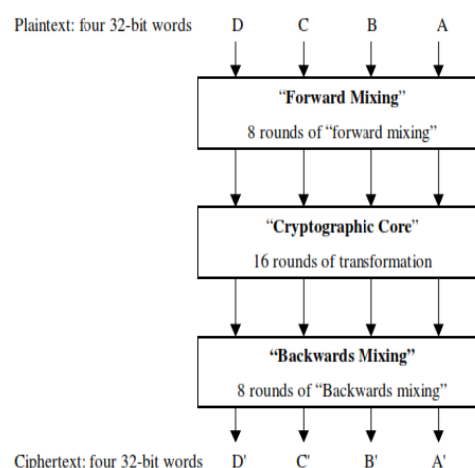 Plaintext: four 32-bit words D C B A
“Forward Mixing”
8 rounds of “forward mixing”
“Cryptographic Core”
16 rounds of transformation
“Backwards Mixing”
8 rounds of “Backwards mixing”
Ciphertext: four 32-bit words D' C' B' A'